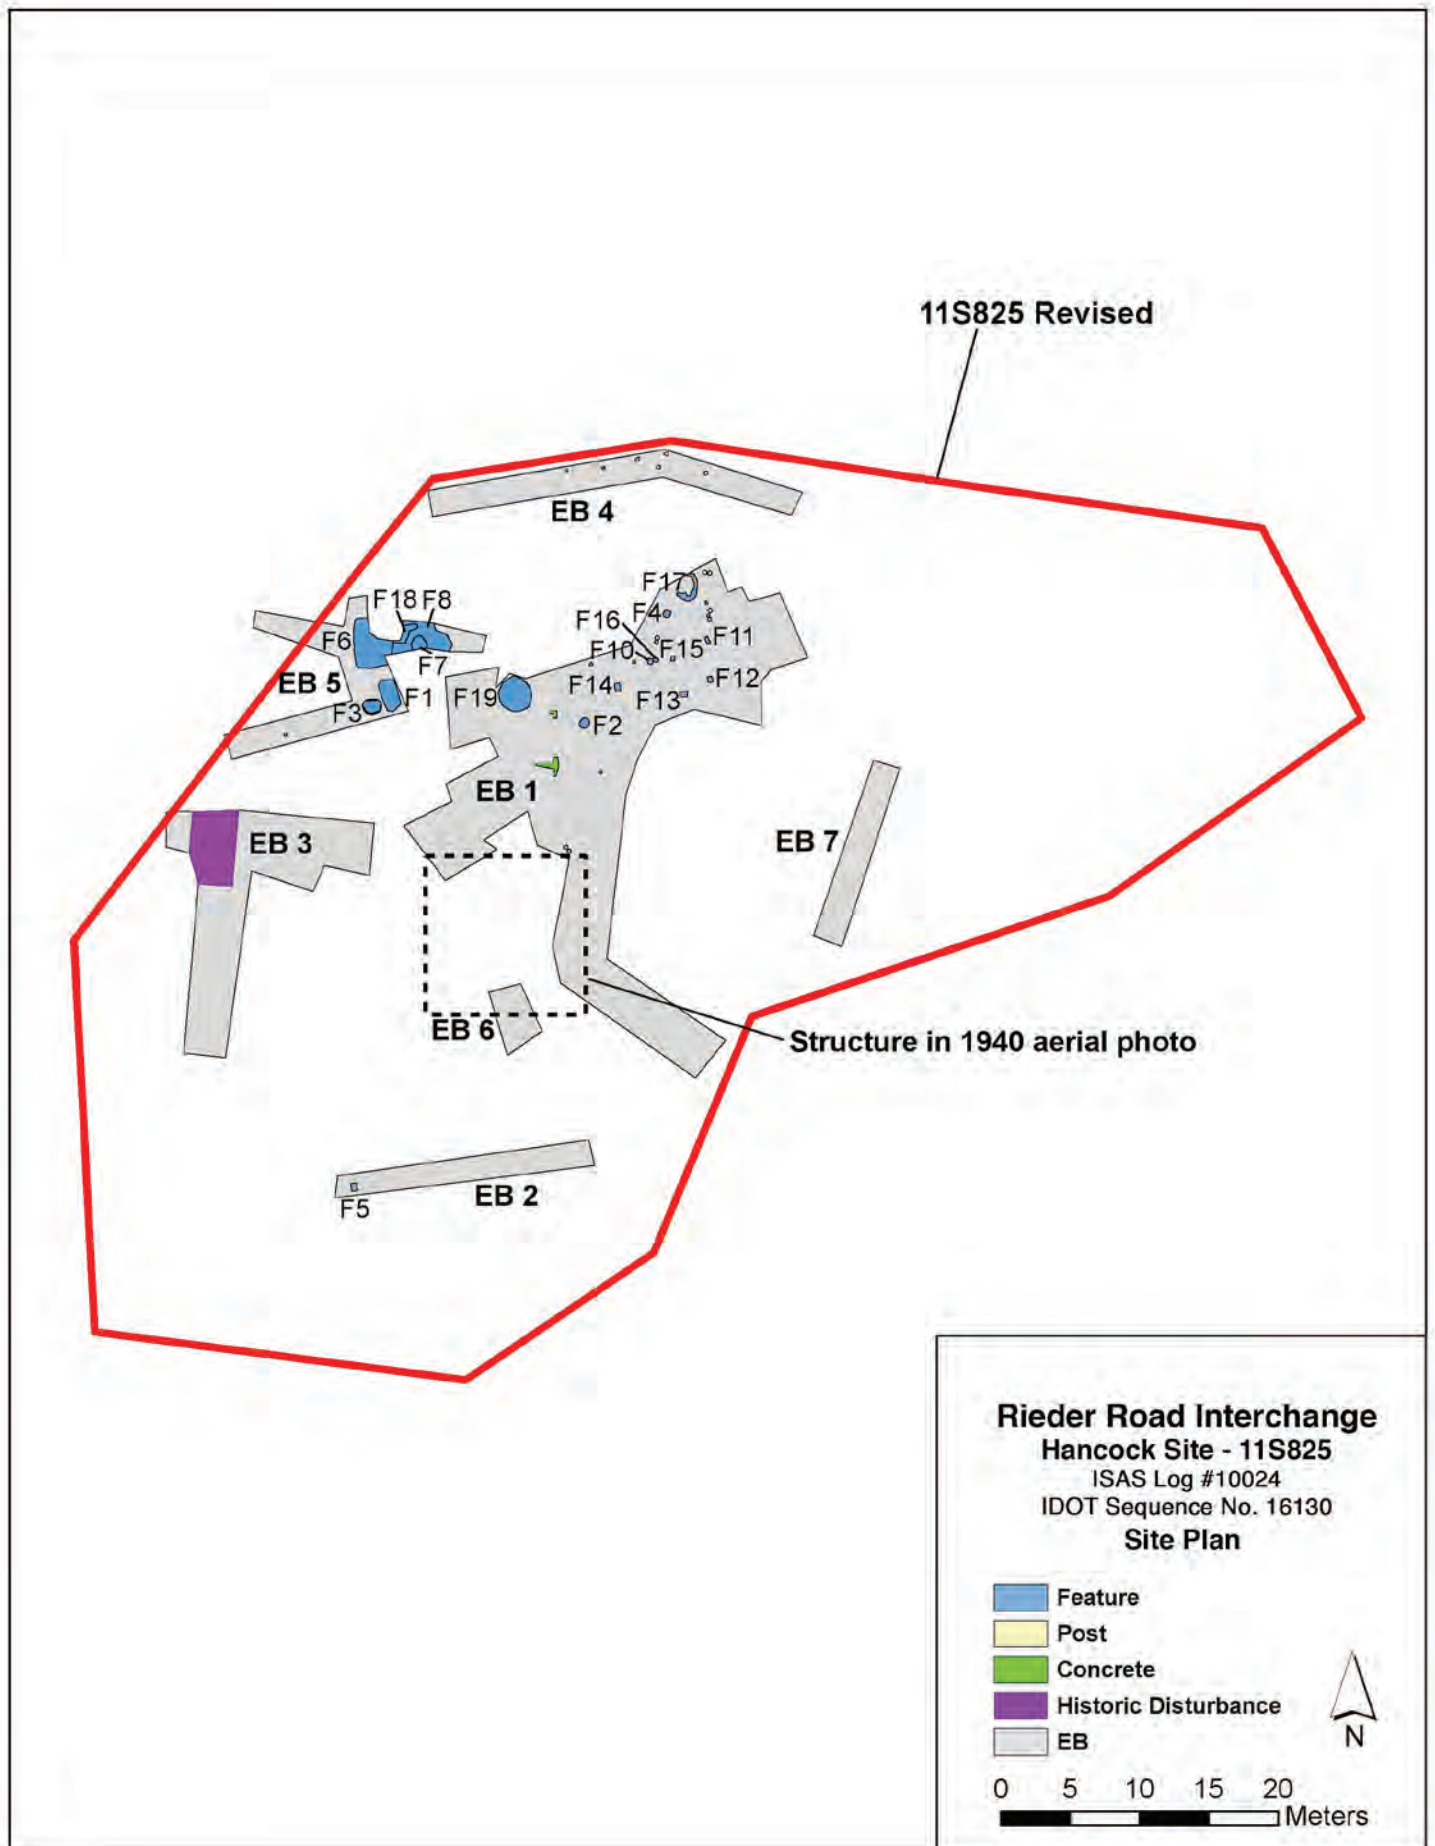 11S825 Revised
EB 4
F17
F18 F8
F4
F16
F6
F11
F10
F15
F7
EB 5
F1
F19
F14
F12
F13
F3
F2
EB 1
EB 3
EB 7
EB 6
Structure in 1940 aerial photo
EB 2
F5
Rieder Road Interchange
Hancock Site - 11S825
ISAS Log #10024
IDOT Sequence No. 16130
Site Plan
Feature
Post
Concrete
Historic Disturbance
EB
N
0 5 10 15 20
Meters